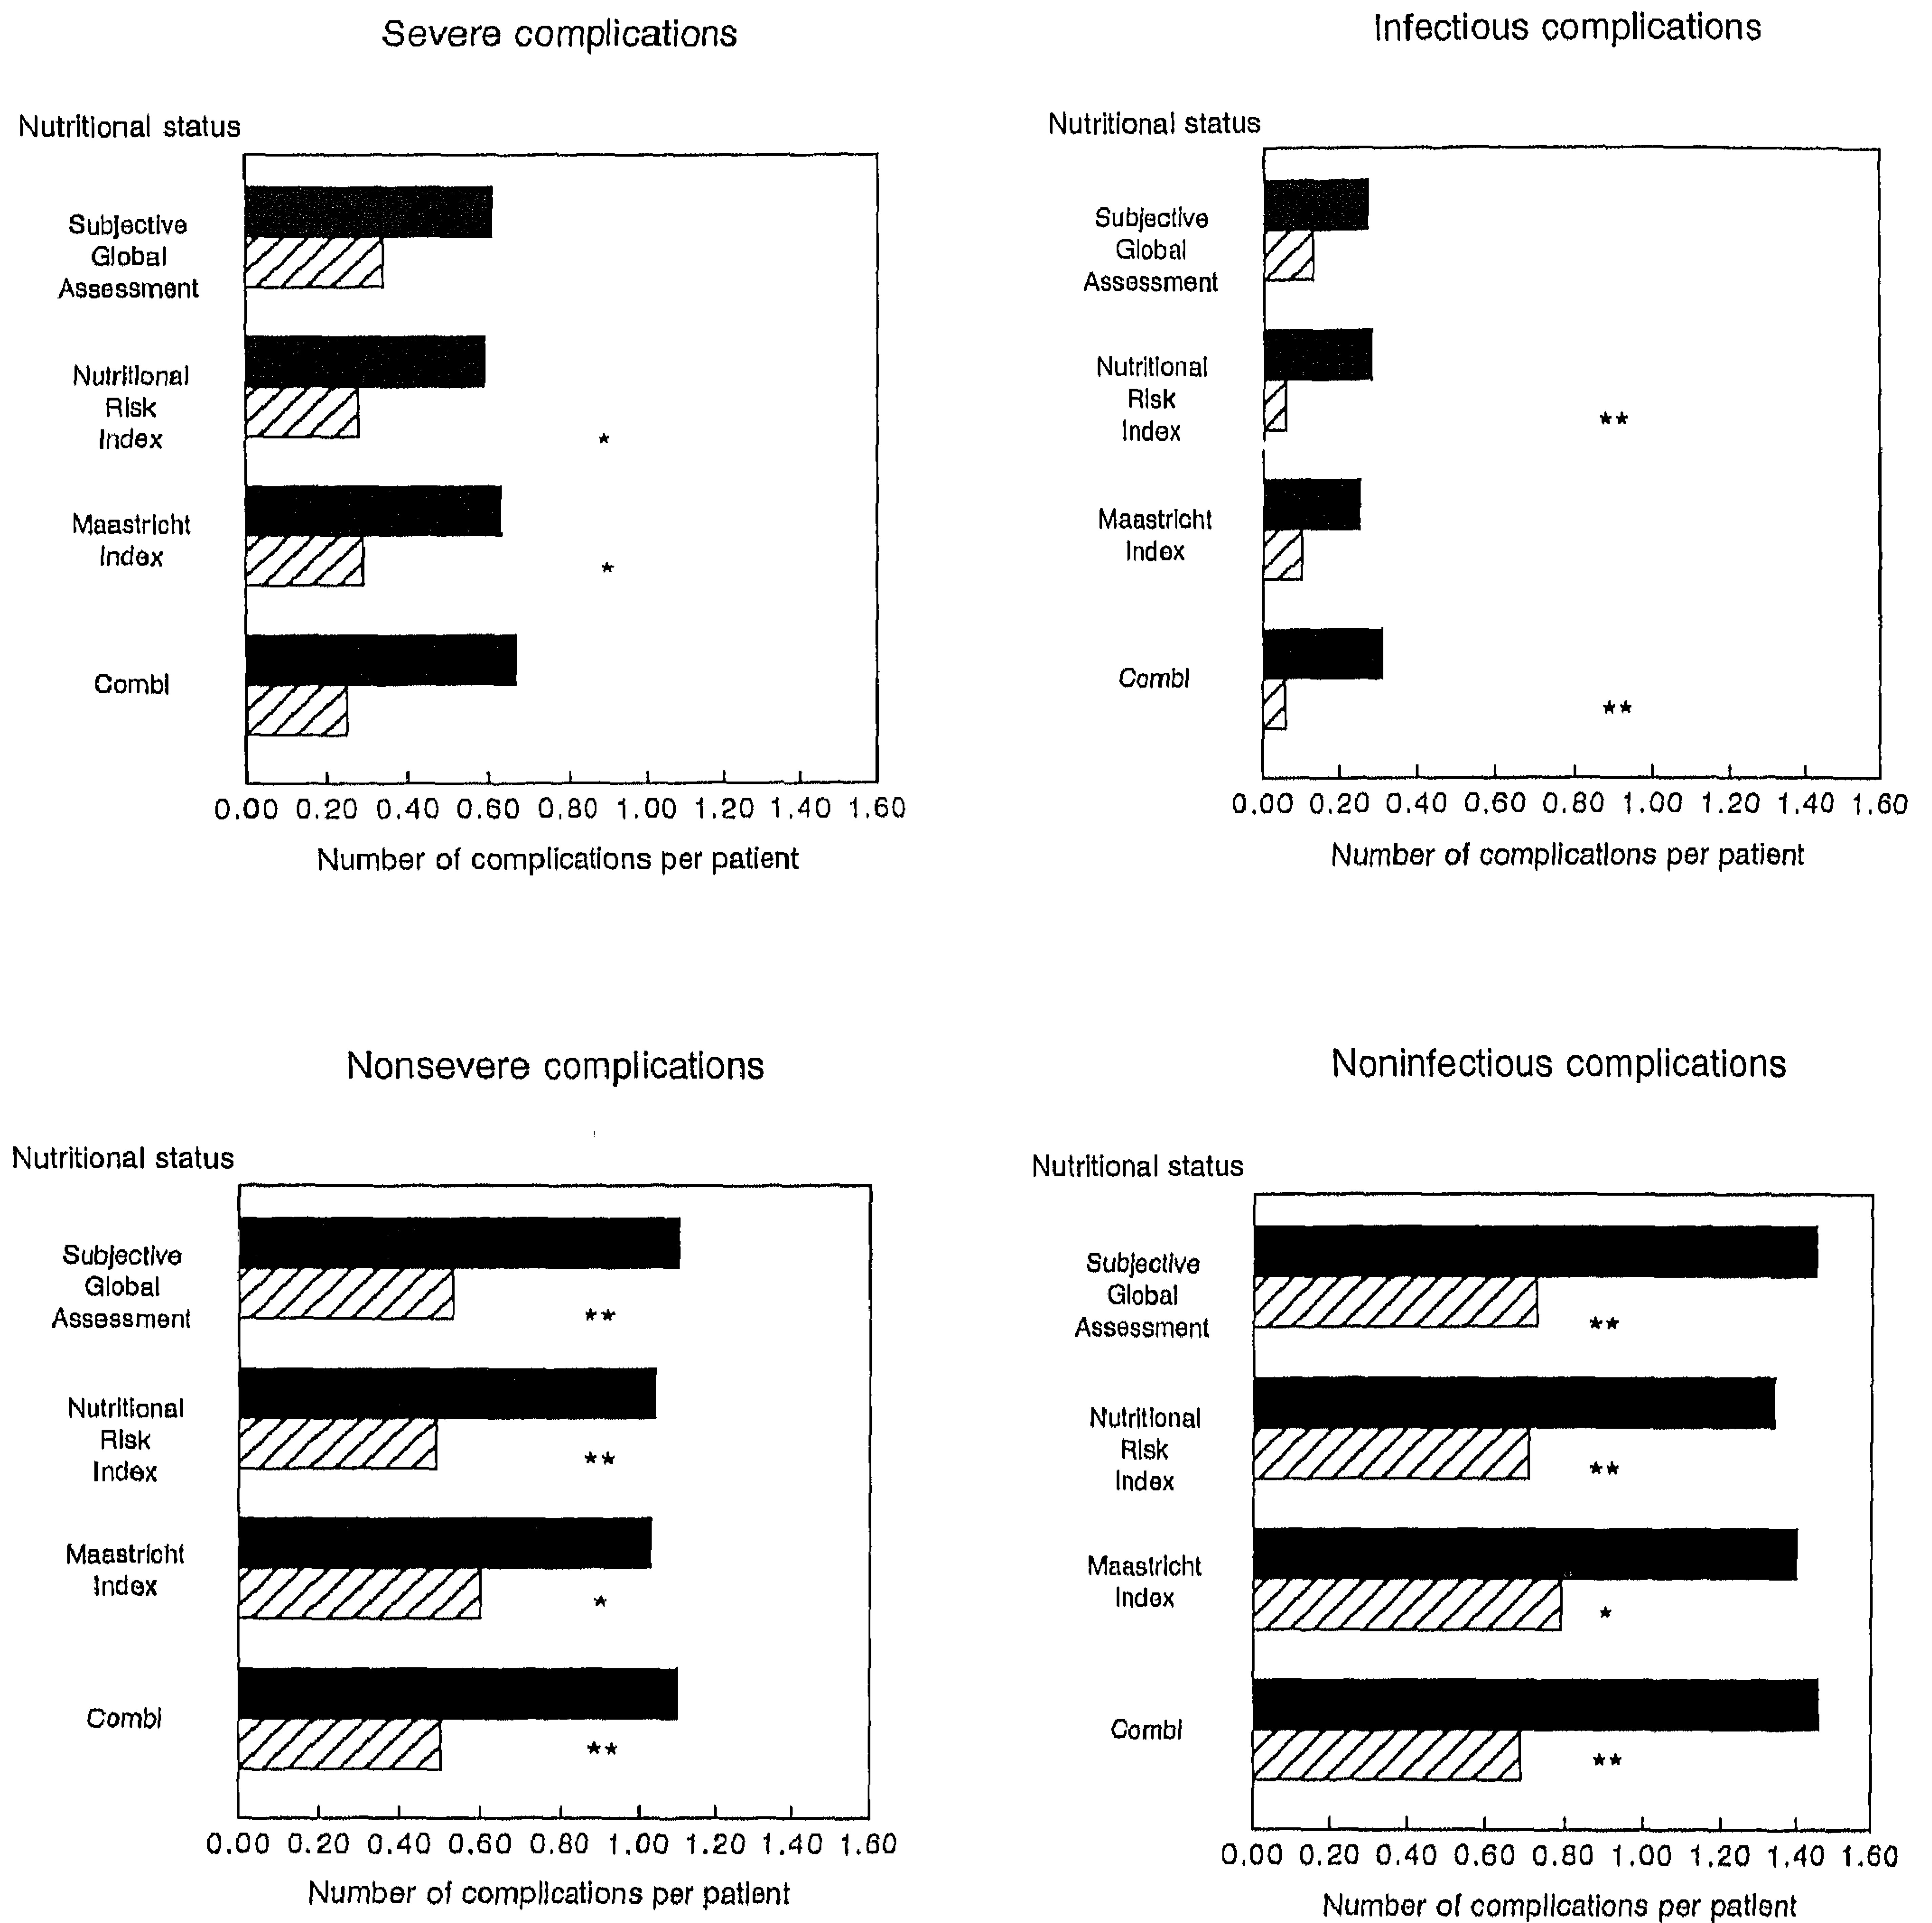 Severe complications
Nutritional status
Subjective
Global
Assessment
Nutritional
Risk
Index
*
Maastricht
Index
*
Combi
0.00 0.20 0.40 0.60 0.80 1.00 1.20 1.40 1.60
Number of complications per patient
Infectious complications
Nutritional status
Subjective
Global
Assessment
Nutritional
Risk
Index
**
Maastricht
Index
Combi
**
0.00 0.20 0.40 0.60 0.80 1.00 1.20 1.40 1.60
Number of complications per patient
Nonsevere complications
Nutritional status
Subjective
Global
Assessment
**
Nutritional
Risk
Index
**
Maastricht
Index
*
Combi
**
0.00 0.20 0.40 0.60 0.80 1.00 1.20 1.40 1.60
Number of complications per patient
Noninfectious complications
Nutritional status
Subjective
Global
Assessment
**
Nutritional
Risk
Index
**
Maastricht
Index
*
Combi
**
0.00 0.20 0.40 0.60 0.80 1.00 1.20 1.40 1.60
Number of complications per patient